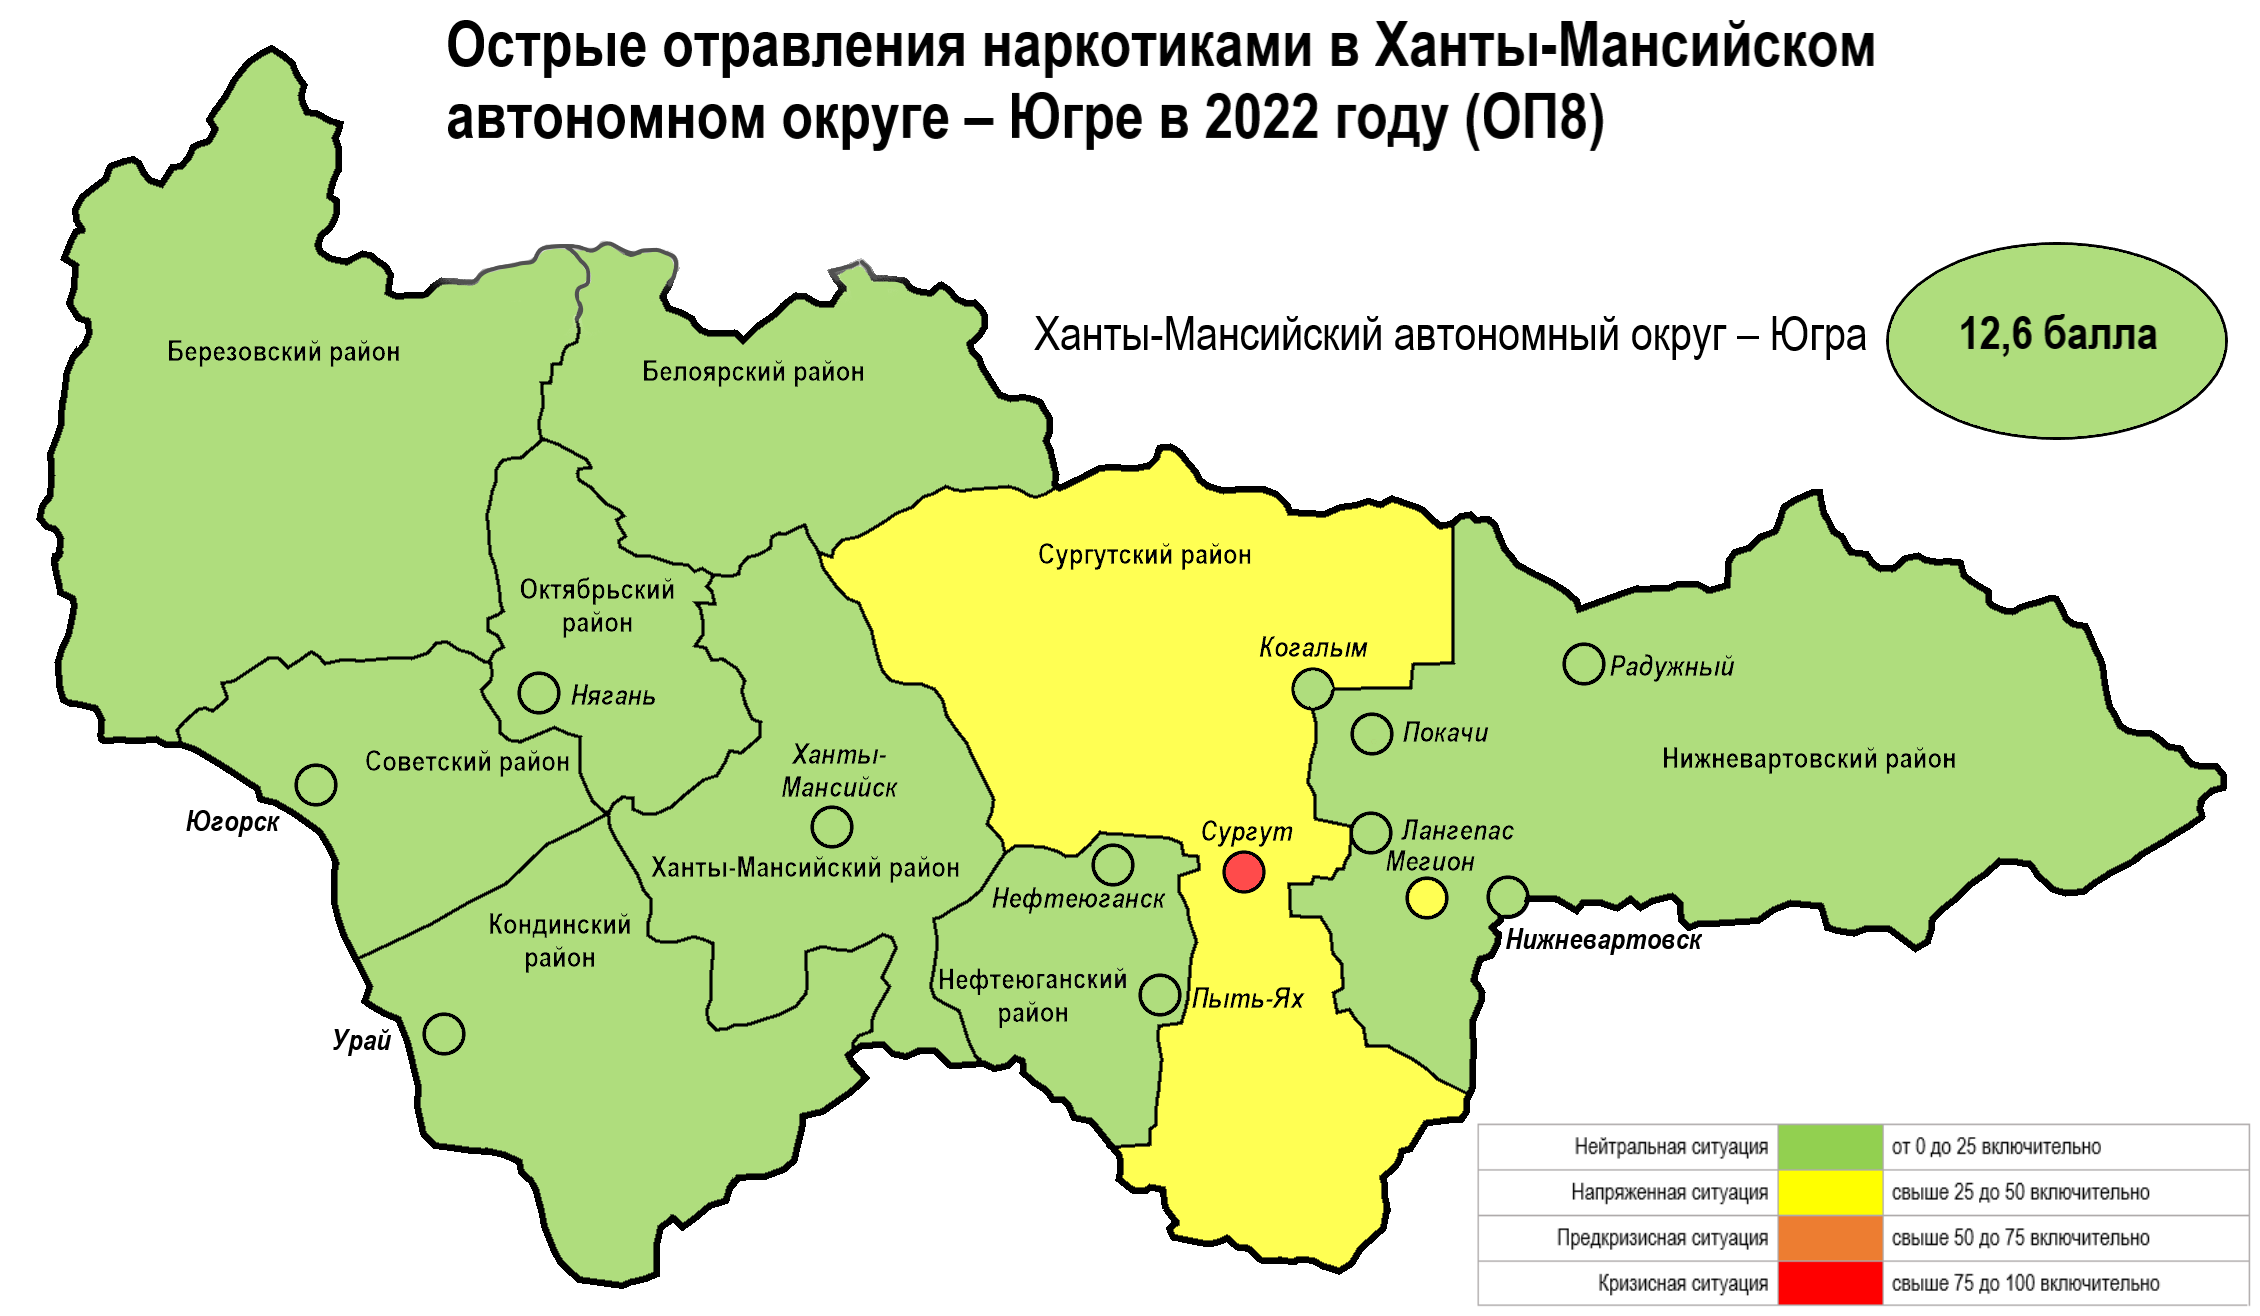 Острые отравления наркотиками в Ханты-Мансийском
автономном округе – Югре в 2022 году (ОП8)
Ханты-Мансийский автономный округ – Югра
12,6 балла
Березовский район
Белоярский район
Сургутский район
Октябрьский
район
Когалым
Радужный
Нягань
Покачи
Советский район
Ханты-
Мансийск
Нижневартовский район
Югорск
Сургут
Лангепас
Мегион
Ханты-Мансийский район
Нефтеюганск
Кондинский
район
Нижневартовск
Нефтеюганский
район
Пыть-Ях
Урай
Нейтральная ситуация от 0 до 25 включительно
Напряженная ситуация свыше 25 до 50 включительно
Предкризисная ситуация свыше 50 до 75 включительно
Кризисная ситуация свыше 75 до 100 включительно